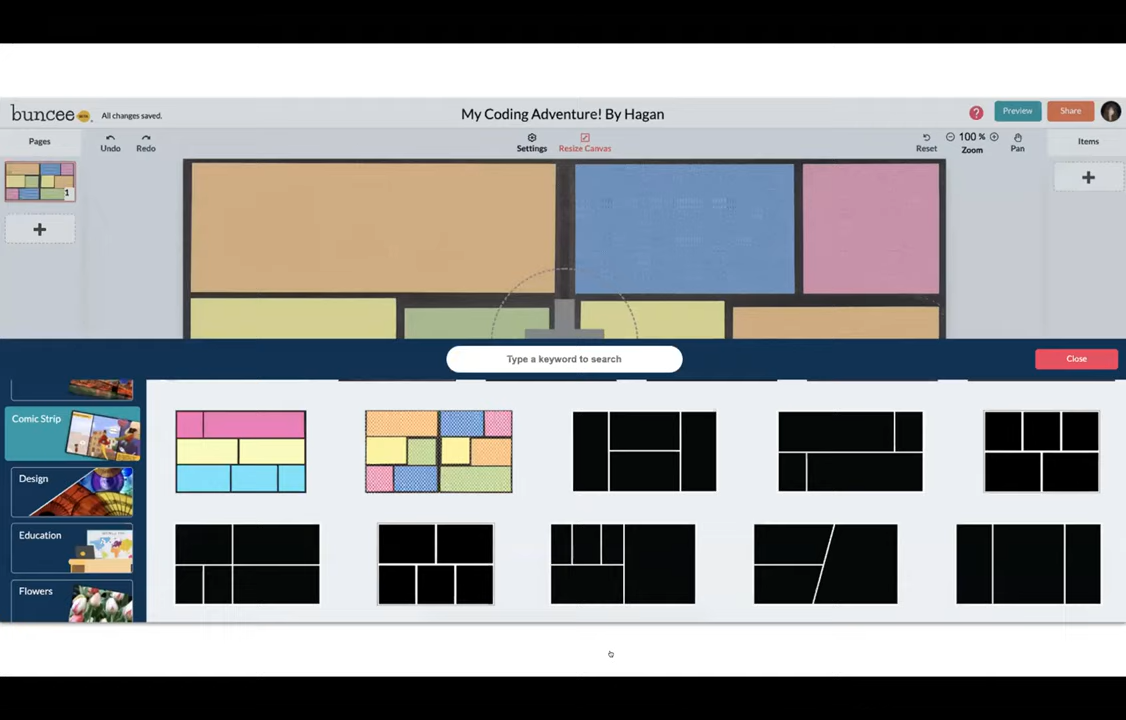 buncee
All changes saved.
My Coding Adventure! By Hagan
?
Preview
Share
Pages
Undo
Redo
Settings
Resize Canvas
Reset
100 %
Zoom
Pan
Items
1
Type a keyword to search
Close
Comic Strip
Design
Education
Flowers